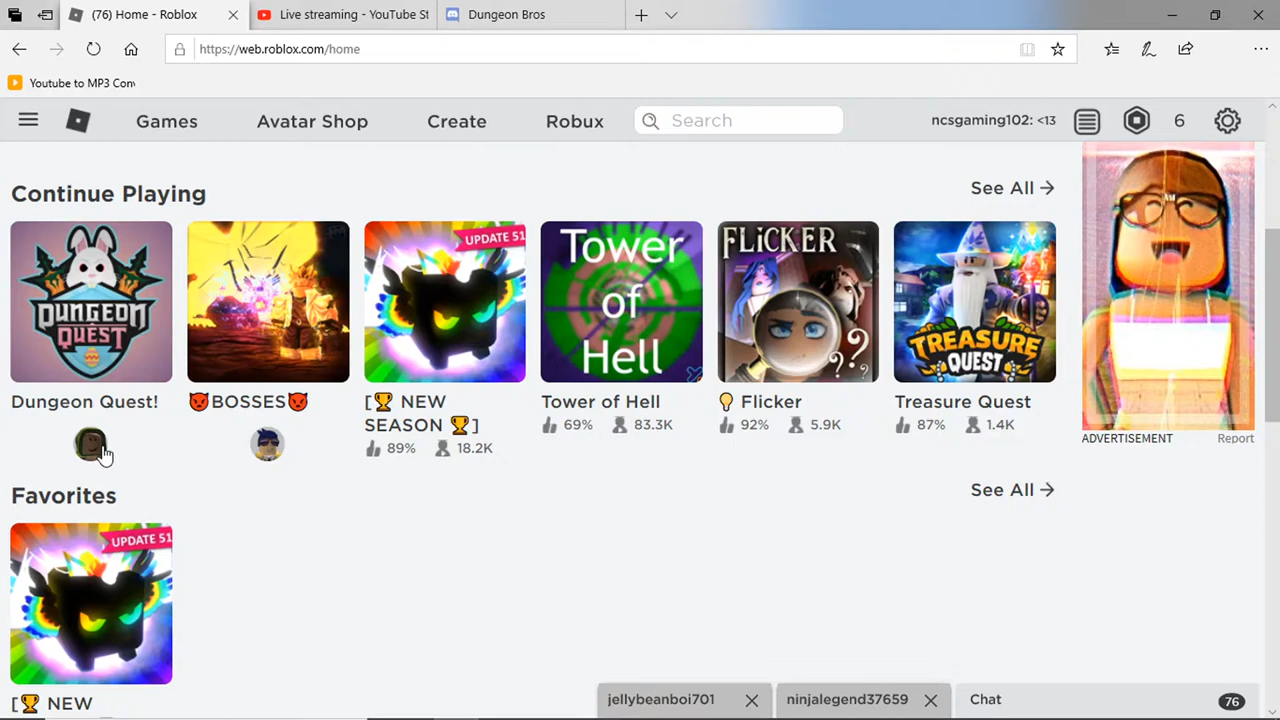 (76) Home - Roblox
Live streaming - YouTube St
Dungeon Bros
https://web.roblox.com/home
Youtube to MP3 Conv
Games
Avatar Shop
Create
Robux
Search
ncsgaming102: <13
6
Continue Playing
See All
DUNGEON
QUEST
UPDATE 51
Tower
of
Hell
FLiCKER
??
TREASURE
QUEST
AM
Dungeon Quest!
👿BOSSES👿
[🏆 NEW
SEASON 🏆]
89% 18.2K
Tower of Hell
69% 83.3K
💡 Flicker
92% 5.9K
Treasure Quest
87% 1.4K
ADVERTISEMENT
Report
Favorites
See All
UPDATE 51
[🏆 NEW
jellybeanboi701
ninjalegend37659
Chat
76